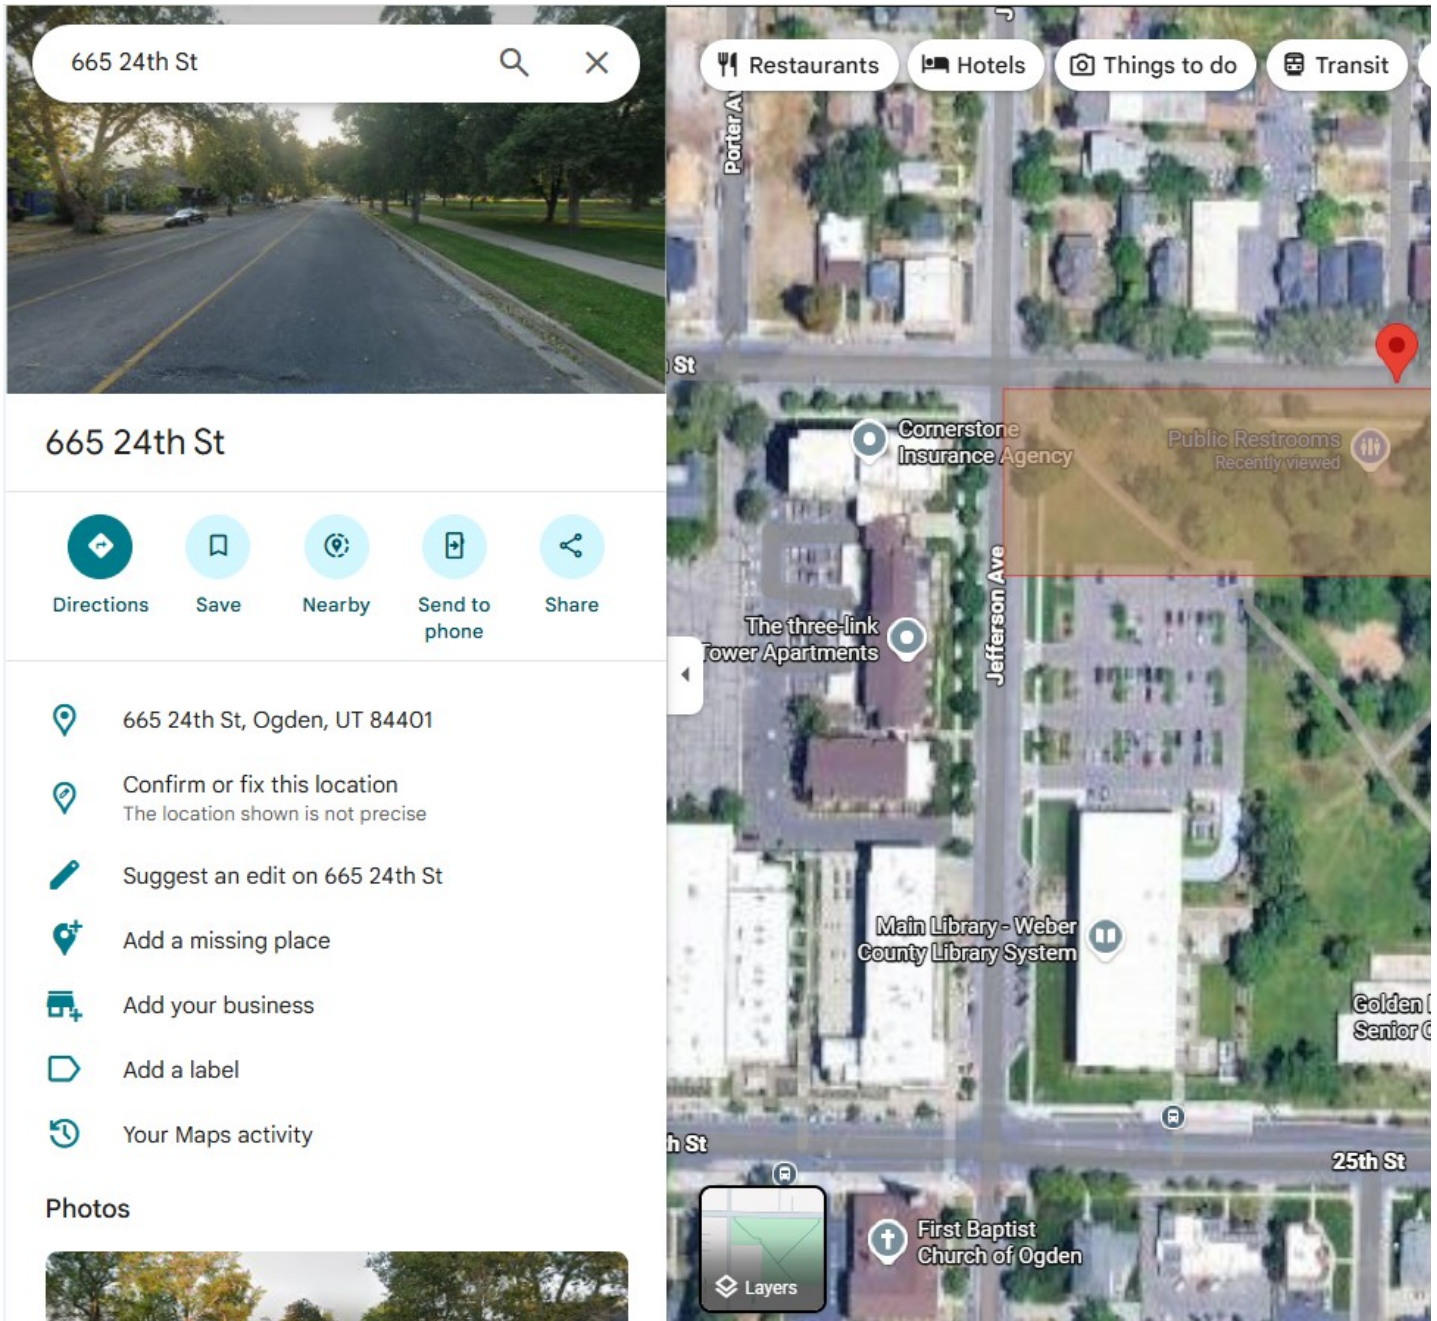 665 24th St
665 24th St
Directions
Save
Nearby
Send to
phone
Share
665 24th St, Ogden, UT 84401
Confirm or fix this location
The location shown is not precise
Suggest an edit on 665 24th St
Add a missing place
Add your business
Add a label
Your Maps activity
Photos
Restaurants
Hotels
Things to do
Transit
Porter Av
J
St
Cornerstone
Insurance Agency
Public Restrooms
Recently viewed
Jefferson Ave
The three-link
Tower Apartments
Main Library - Weber
County Library System
Golden
Senior C
h St
25th St
First Baptist
Church of Ogden
Layers